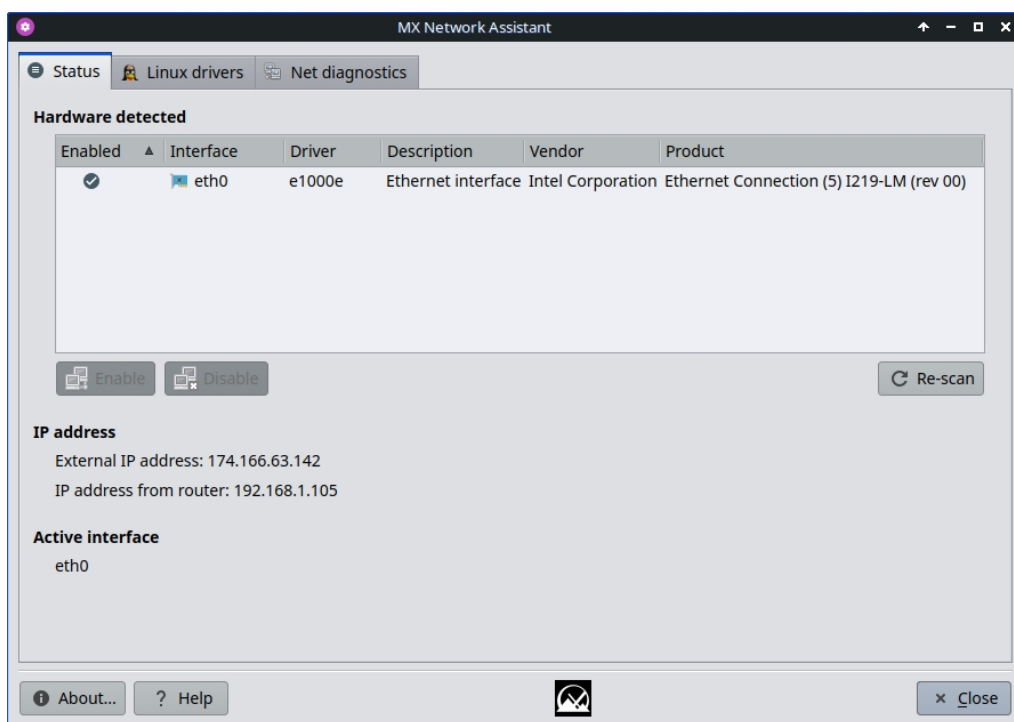 MX Network Assistant
Status Linux drivers Net diagnostics
Hardware detected
Enabled Interface Driver Description Vendor Product
eth0 e1000e Ethernet interface Intel Corporation Ethernet Connection (5) I219-LM (rev 00)
Enable Disable Re-scan
IP address
External IP address: 174.166.63.142
IP address from router: 192.168.1.105
Active interface
eth0
About... ? Help Close